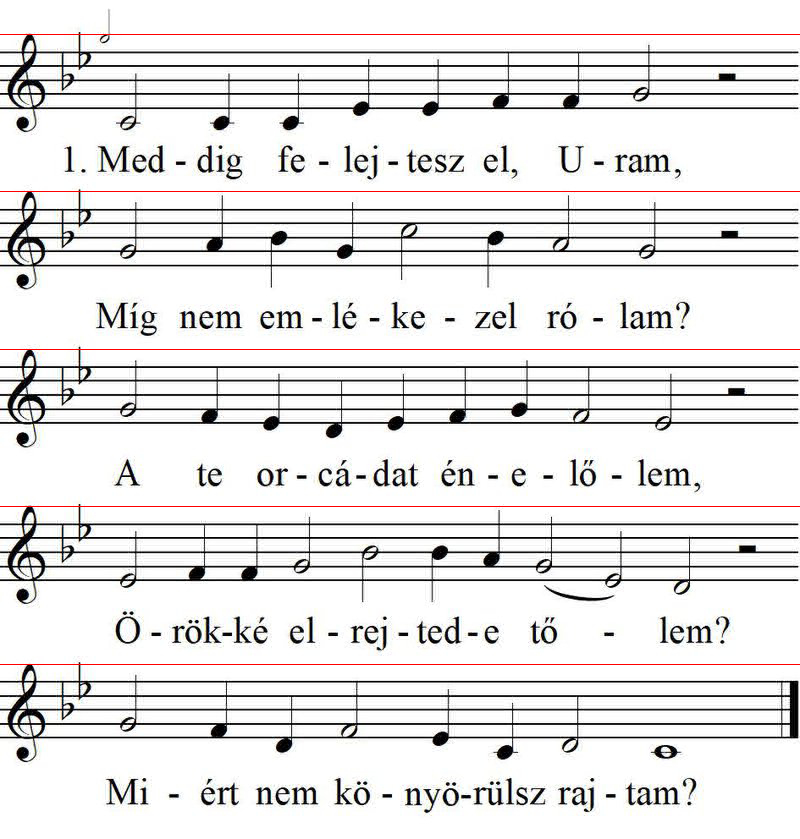 1. Med - dig fe - lej - tesz el, U - ram,
Míg nem em - lé - ke - zel ró - lam?
A te or - cá - dat én - e - lő - lem,
Ö - rök - ké el - rej - ted - e tő - lem?
Mi - ért nem kö - nyö - rülsz raj - tam?